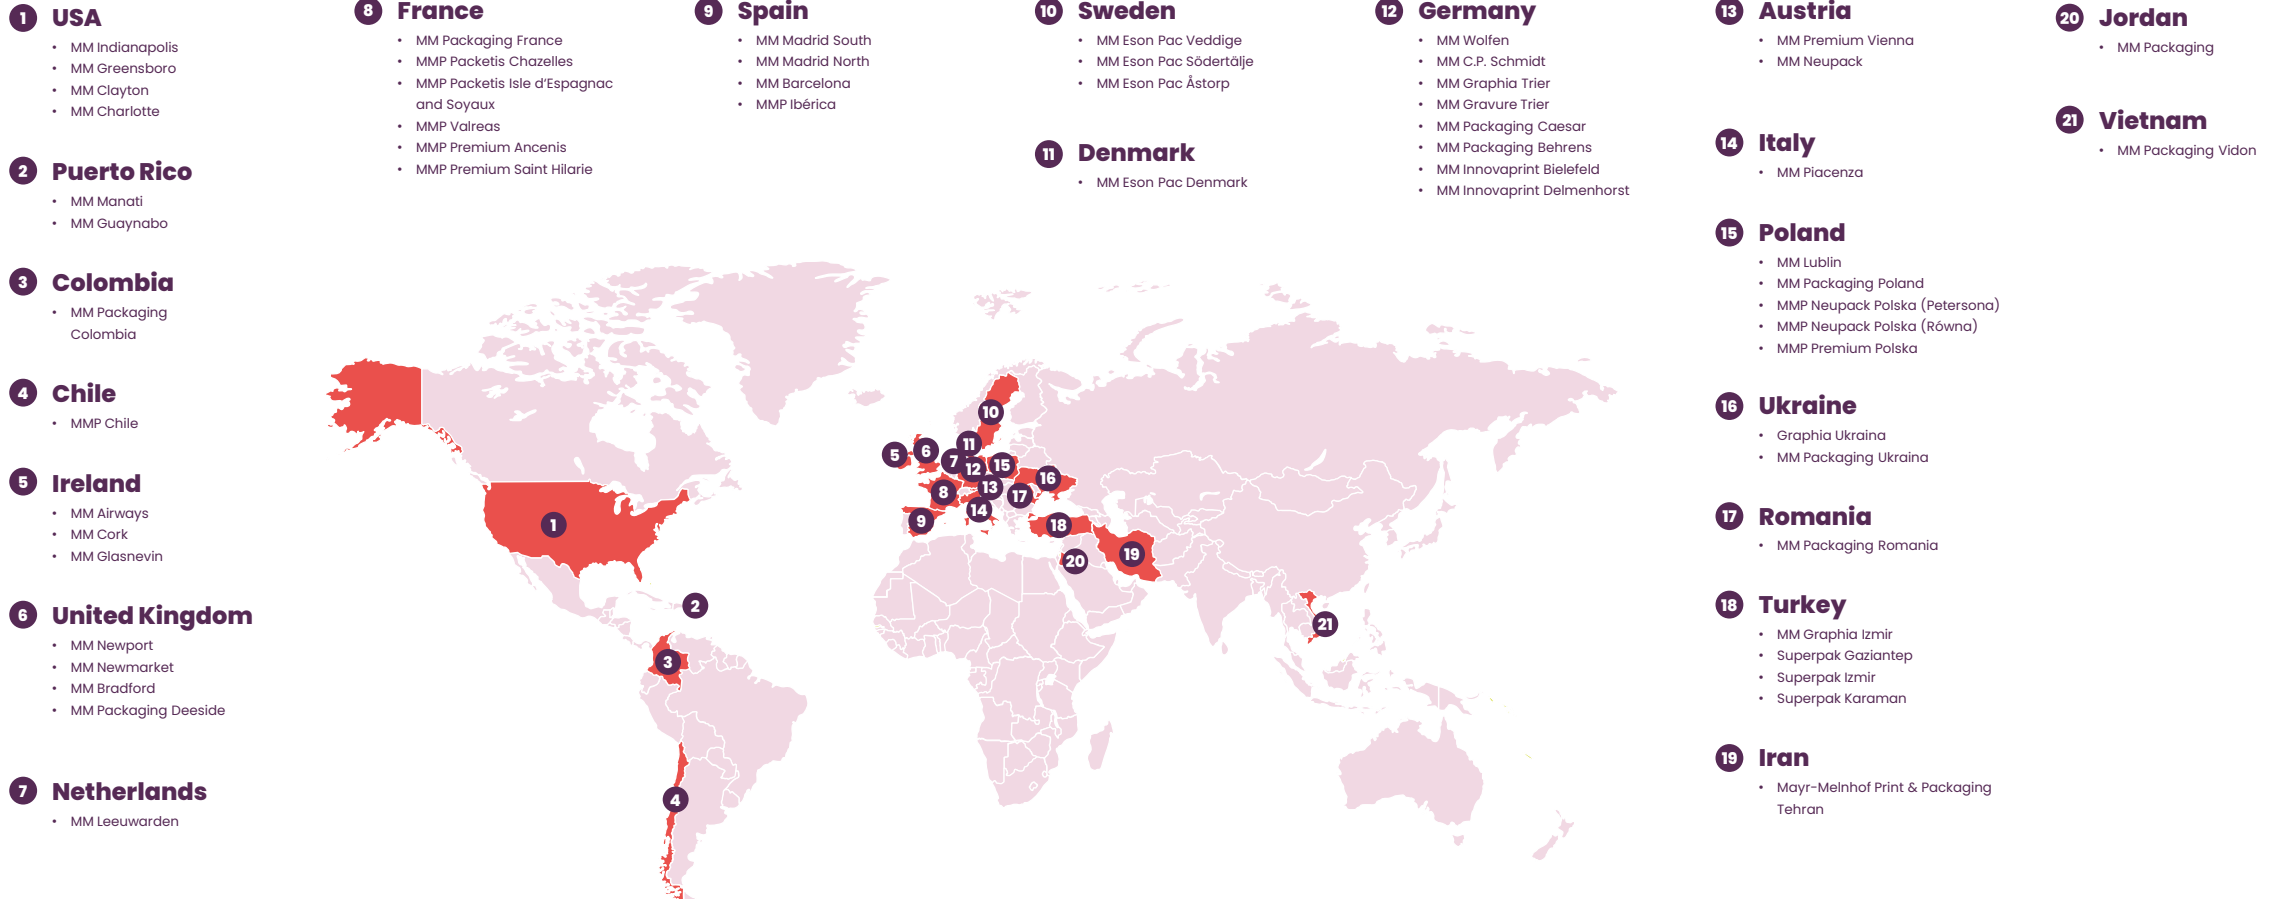 1 USA
• MM Indianapolis
• MM Greensboro
• MM Clayton
• MM Charlotte
2 Puerto Rico
• MM Manati
• MM Guaynabo
3 Colombia
• MM Packaging
Colombia
4 Chile
• MMP Chile
5 Ireland
• MM Airways
• MM Cork
• MM Glasnevin
6 United Kingdom
• MM Newport
• MM Newmarket
• MM Bradford
• MM Packaging Deeside
7 Netherlands
• MM Leeuwarden
8 France
• MM Packaging France
• MMP Packetis Chazelles
• MMP Packetis Isle d’Espagnac
and Soyaux
• MMP Valreas
• MMP Premium Ancenis
• MMP Premium Saint Hilarie
9 Spain
• MM Madrid South
• MM Madrid North
• MM Barcelona
• MMP Ibérica
10 Sweden
• MM Eson Pac Veddige
• MM Eson Pac Södertälje
• MM Eson Pac Åstorp
11 Denmark
• MM Eson Pac Denmark
12 Germany
• MM Wolfen
• MM C.P. Schmidt
• MM Graphia Trier
• MM Gravure Trier
• MM Packaging Caesar
• MM Packaging Behrens
• MM Innovaprint Bielefeld
• MM Innovaprint Delmenhorst
13 Austria
• MM Premium Vienna
• MM Neupack
14 Italy
• MM Piacenza
15 Poland
• MM Lublin
• MM Packaging Poland
• MMP Neupack Polska (Petersona)
• MMP Neupack Polska (Równa)
• MMP Premium Polska
16 Ukraine
• Graphia Ukraina
• MM Packaging Ukraina
17 Romania
• MM Packaging Romania
18 Turkey
• MM Graphia Izmir
• Superpak Gaziantep
• Superpak Izmir
• Superpak Karaman
19 Iran
• Mayr-Melnhof Print & Packaging
Tehran
20 Jordan
• MM Packaging
21 Vietnam
• MM Packaging Vidon
10
11
5
6
7
12
15
16
8
13
17
14
9
1
18
19
20
2
21
3
4